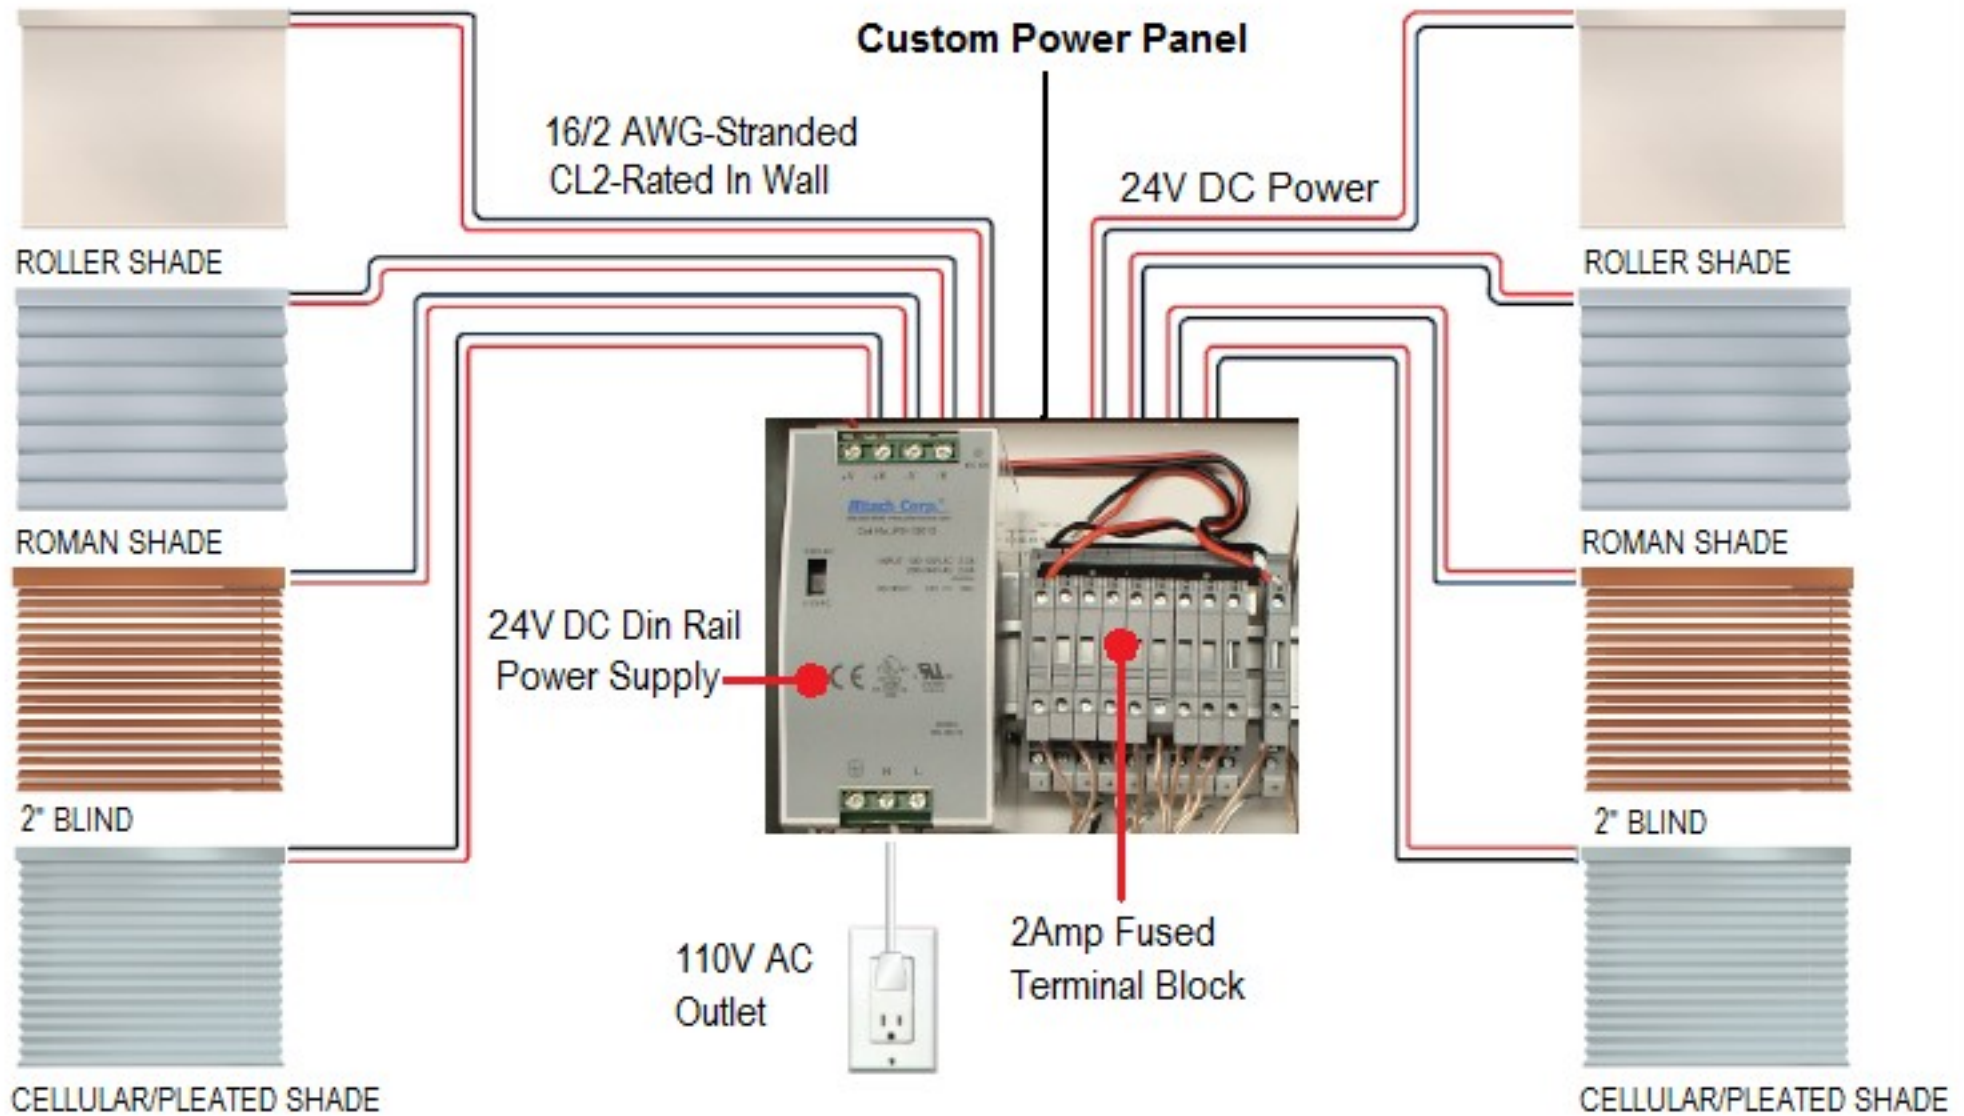 Custom Power Panel
16/2 AWG-Stranded
CL2-Rated In Wall
24V DC Power
ROLLER SHADE
ROLLER SHADE
ROMAN SHADE
ROMAN SHADE
24V DC Din Rail
Power Supply
2" BLIND
2" BLIND
110V AC
Outlet
2Amp Fused
Terminal Block
CELLULAR/PLEATED SHADE
CELLULAR/PLEATED SHADE